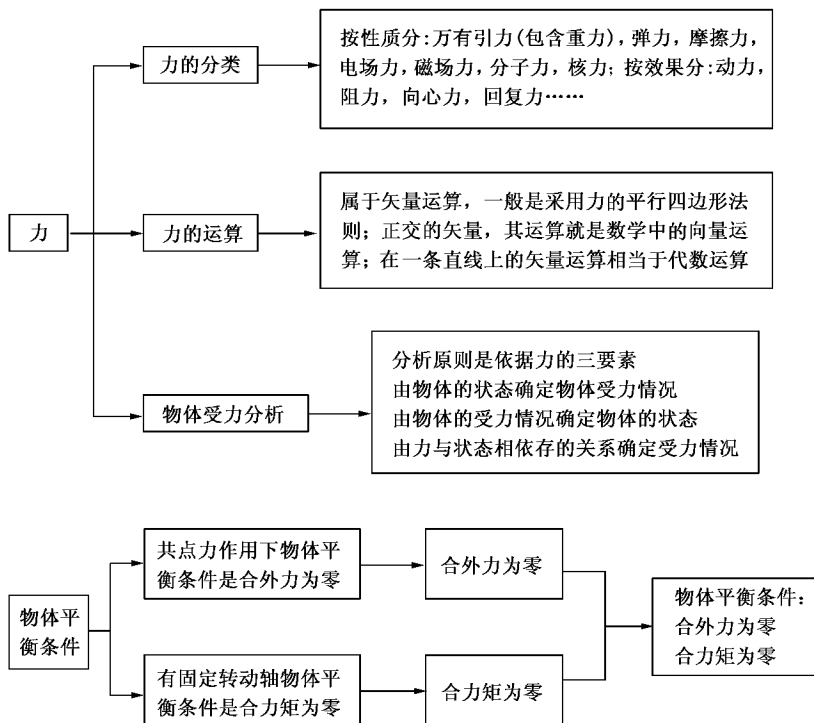 力的分类
按性质分:万有引力(包含重力),弹力,摩擦力,
电场力,磁场力,分子力,核力;按效果分:动力,
阻力,向心力,回复力……
力
力的运算
属于矢量运算，一般是采用力的平行四边形法
则；正交的矢量，其运算就是数学中的向量运
算；在一条直线上的矢量运算相当于代数运算
物体受力分析
分析原则是依据力的三要素
由物体的状态确定物体受力情况
由物体的受力情况确定物体的状态
由力与状态相依存的关系确定受力情况
物体平
衡条件
共点力作用下物体平
衡条件是合外力为零
合外力为零
有固定转动轴物体平
衡条件是合力矩为零
合力矩为零
物体平衡条件：
合外力为零
合力矩为零